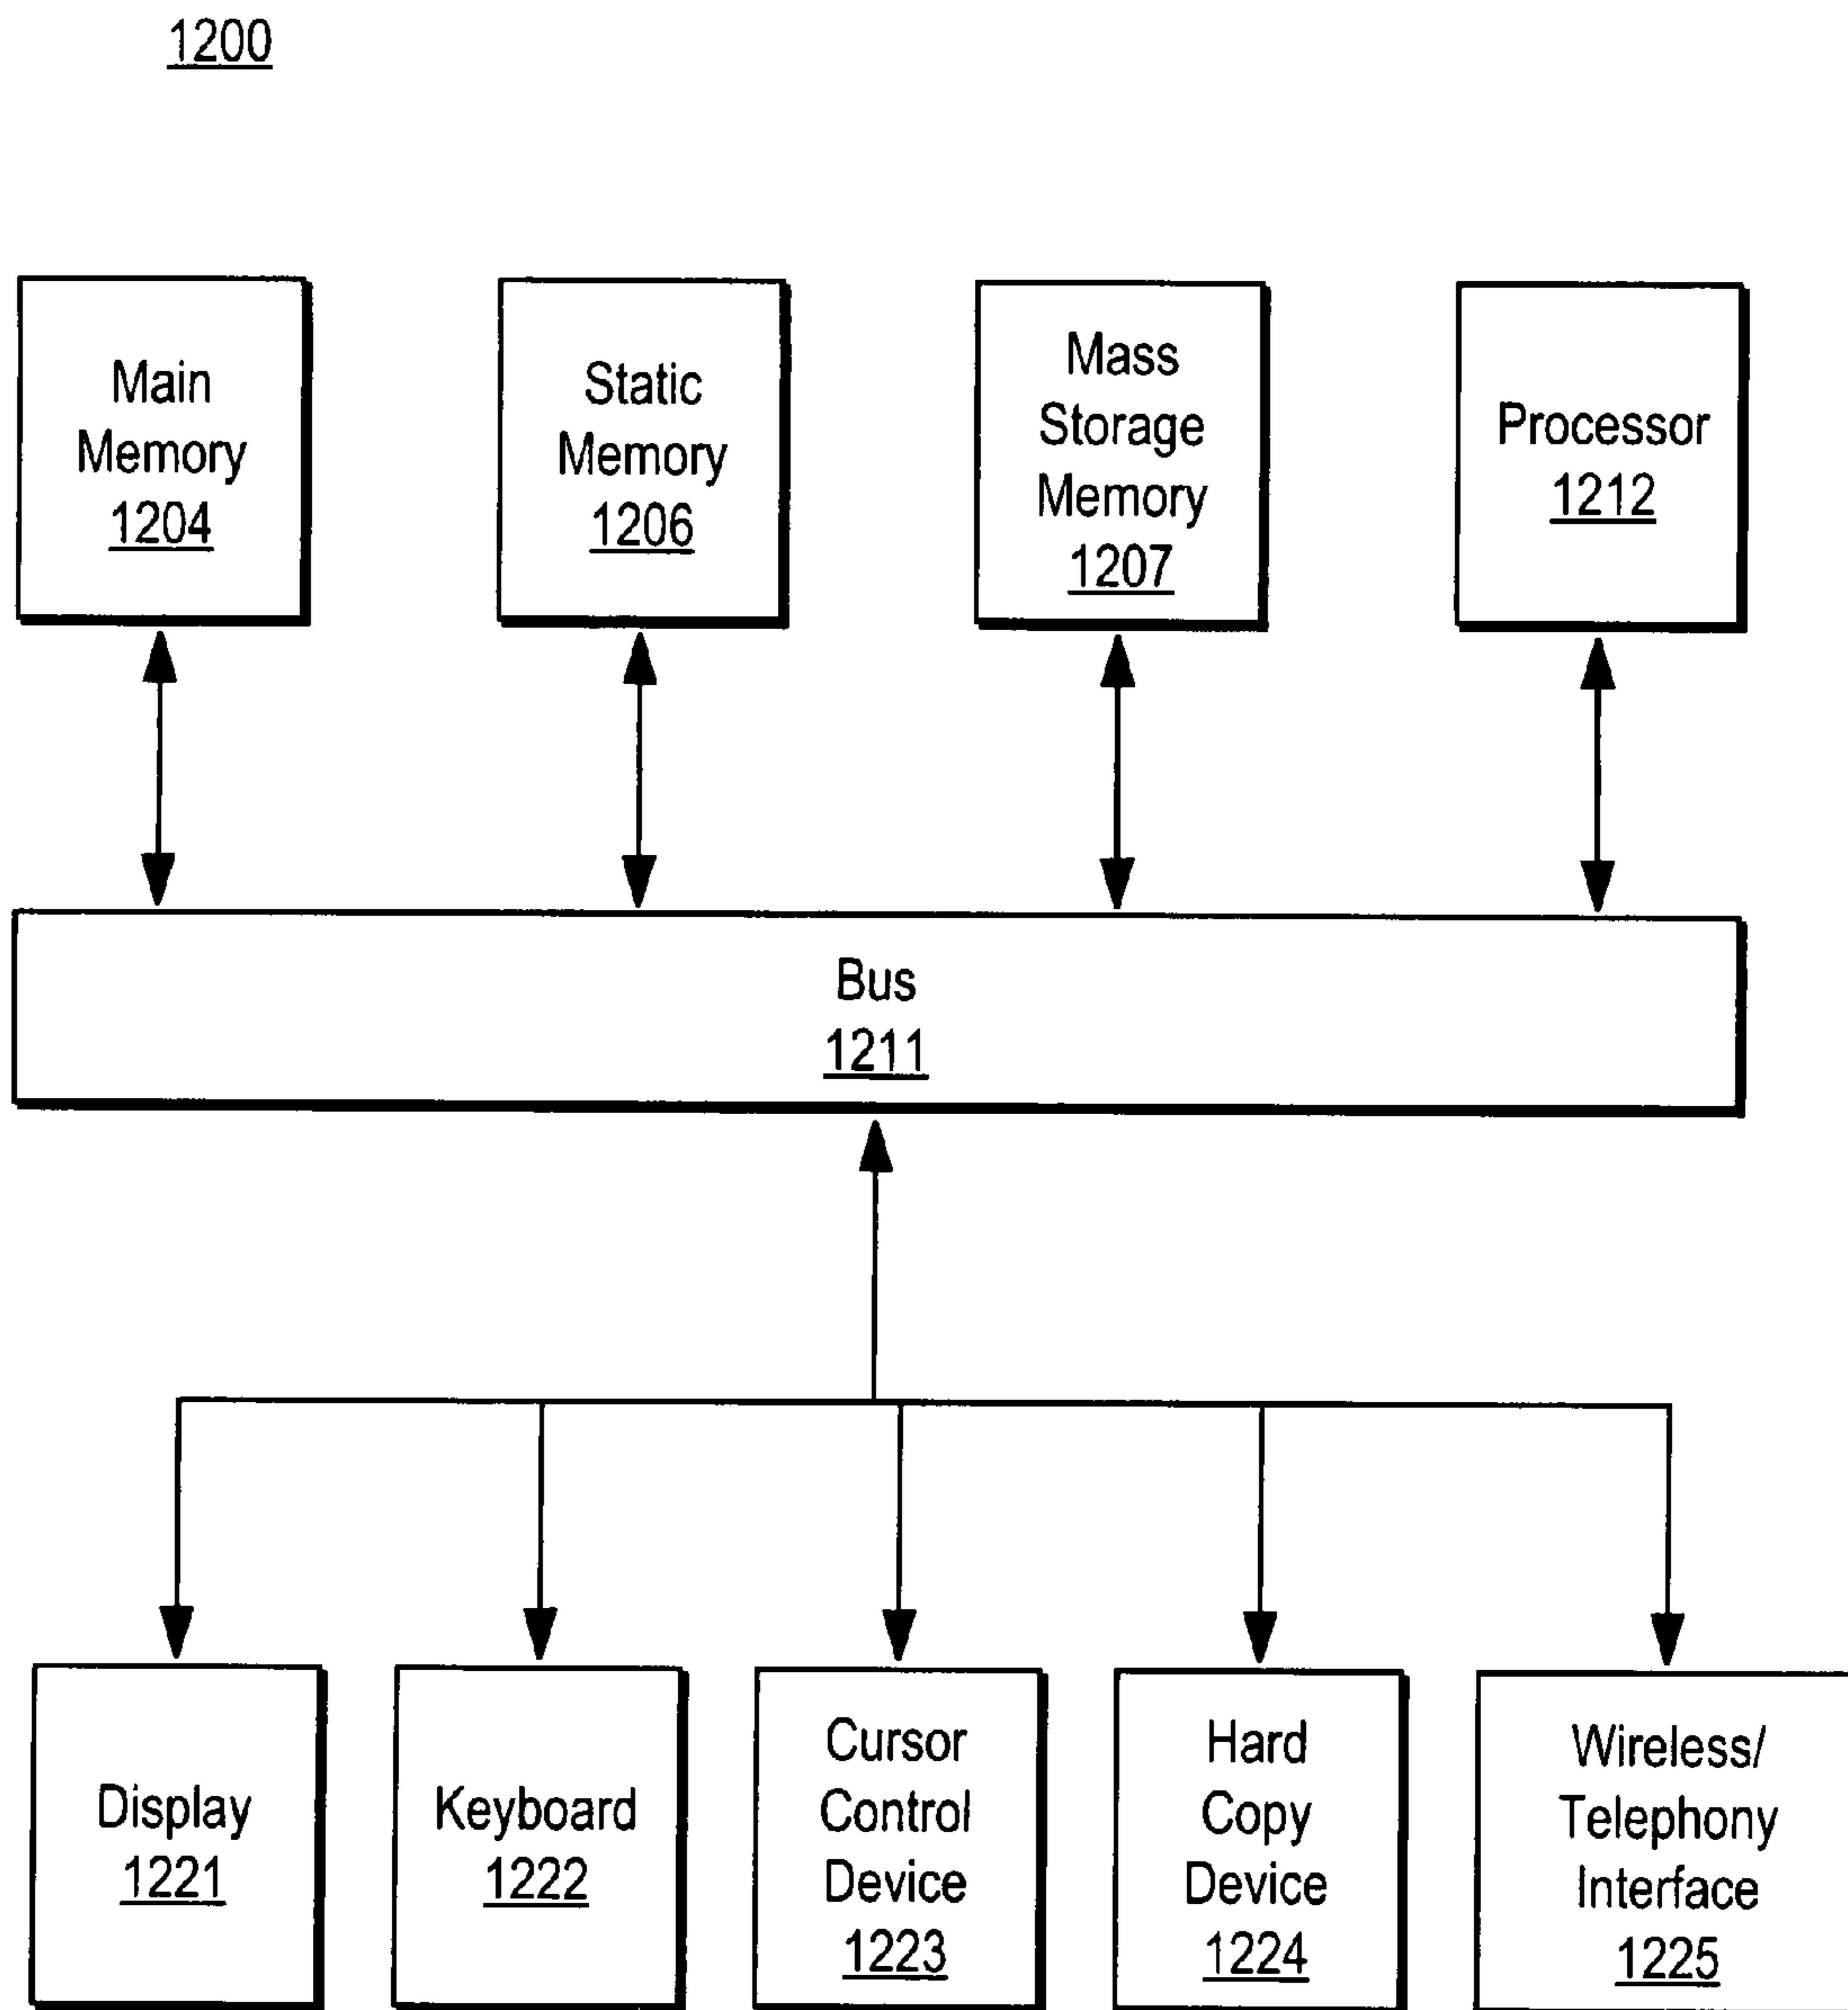 1200
Main
Memory
1204
Static
Memory
1206
Mass
Storage
Memory
1207
Processor
1212
Bus
1211
Display
1221
Keyboard
1222
Cursor
Control
Device
1223
Hard
Copy
Device
1224
Wireless/
Telephony
Interface
1225